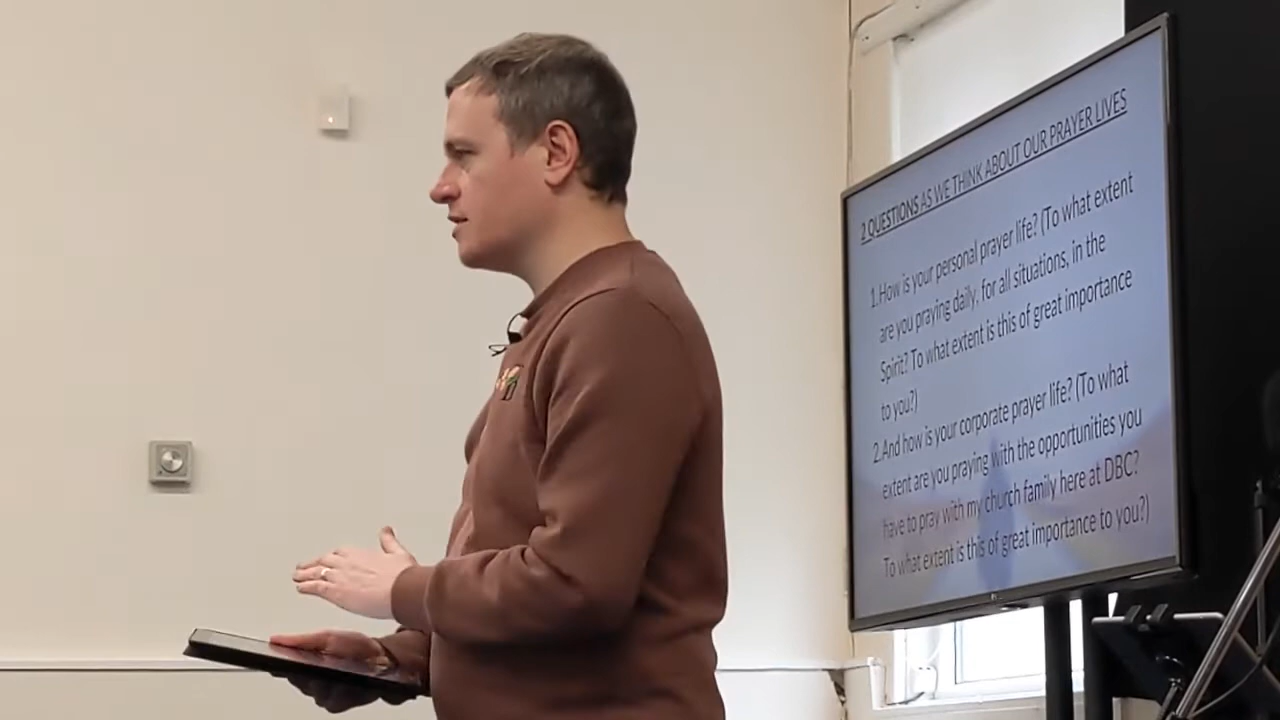 2 QUESTIONS AS WE THINK ABOUT OUR PRAYER LIVES
1. How is your personal prayer life? (To what extent
are you praying daily, for all situations, in the
Spirit? To what extent is this of great importance
to you?)
2. And how is your corporate prayer life? (To what
extent are you praying with the opportunities you
have to pray with my church family here at DBC?
To what extent is this of great importance to you?)